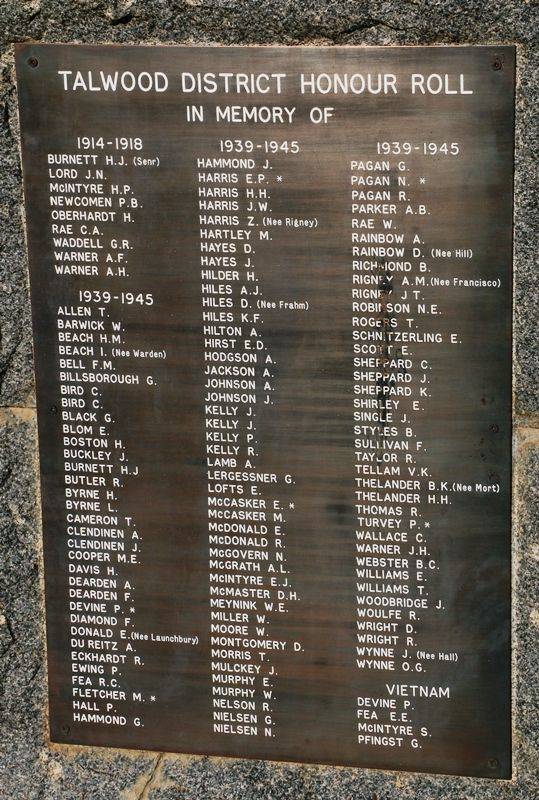 TALWOOD DISTRICT HONOUR ROLL
IN MEMORY OF
1914-1918
BURNETT H.J. (Senr)
LORD J.N.
McINTYRE H.P.
NEWCOMEN P.B.
OBERHARDT H.
RAE C.A.
WADDELL G.R.
WARNER A.F.
WARNER A.H.
1939-1945
ALLEN T.
BARWICK W.
BEACH H.M.
BEACH I. (Nee Warden)
BELL F.M.
BILLSBOROUGH G.
BIRD C.
BIRD C.
BLACK G.
BLOM E.
BOSTON H.
BUCKLEY J.
BURNETT H.J
BUTLER R.
BYRNE H.
BYRNE L.
CAMERON T.
CLENDINEN A.
CLENDINEN J.
COOPER M.E.
DAVIS H.
DEARDEN A.
DEARDEN F.
DEVINE P. *
DIAMOND F.
DONALD E.(Nee Launchbury)
DU REITZ A.
ECKHARDT R.
EWING P.
FEA R.C.
FLETCHER M. *
HALL P.
HAMMOND G.
1939-1945
HAMMOND J.
HARRIS E.P. *
HARRIS H.H.
HARRIS J.W.
HARRIS Z. (Nee Rigney)
HARTLEY M.
HAYES D.
HAYES J.
HILDER H.
HILES A.J.
HILES D. (Nee Frahm)
HILES K.F.
HILTON A.
HIRST E.D.
HODGSON A.
JACKSON A.
JOHNSON A.
JOHNSON J.
KELLY J.
KELLY J.
KELLY P.
KELLY R.
LAMB A.
LERGESSNER G.
LOFTS E.
McCASKER E. *
McCASKER M.
McDONALD E.
McDONALD R.
McGOVERN N.
McGRATH A.L.
McINTYRE E.J.
McMASTER D.H.
MEYNINK W.E.
MILLER W.
MOORE W.
MONTGOMERY D.
MORRIS T.
MULCKEY J.
MURPHY E.
MURPHY W.
NELSON R.
NIELSEN G.
NIELSEN N.
1939-1945
PAGAN G.
PAGAN N. *
PAGAN R.
PARKER A.B.
RAE W.
RAINBOW A.
RAINBOW D. (Nee Hill)
RICHMOND B.
RIGNEY A.M.(Nee Francisco)
RIGNEY J T.
ROBINSON N.E.
ROGERS T.
SCHNITZERLING E.
SCOTT E.
SHEPPARD C.
SHEPPARD J.
SHEPPARD K.
SHIRLEY E.
SINGLE J.
STYLES B.
SULLIVAN F.
TAYLOR R.
TELLAM V.K.
THELANDER B.K.(Nee Mort)
THELANDER H.H.
THOMAS R.
TURVEY P. *
WALLACE C.
WARNER J.H.
WEBSTER B.C.
WILLIAMS E.
WILLIAMS T.
WOODBRIDGE J.
WOULFE R.
WRIGHT D.
WRIGHT R.
WYNNE J. (Nee Hall)
WYNNE O.G.
VIETNAM
DEVINE P.
FEA E.E.
McINTYRE S.
PFINGST G.